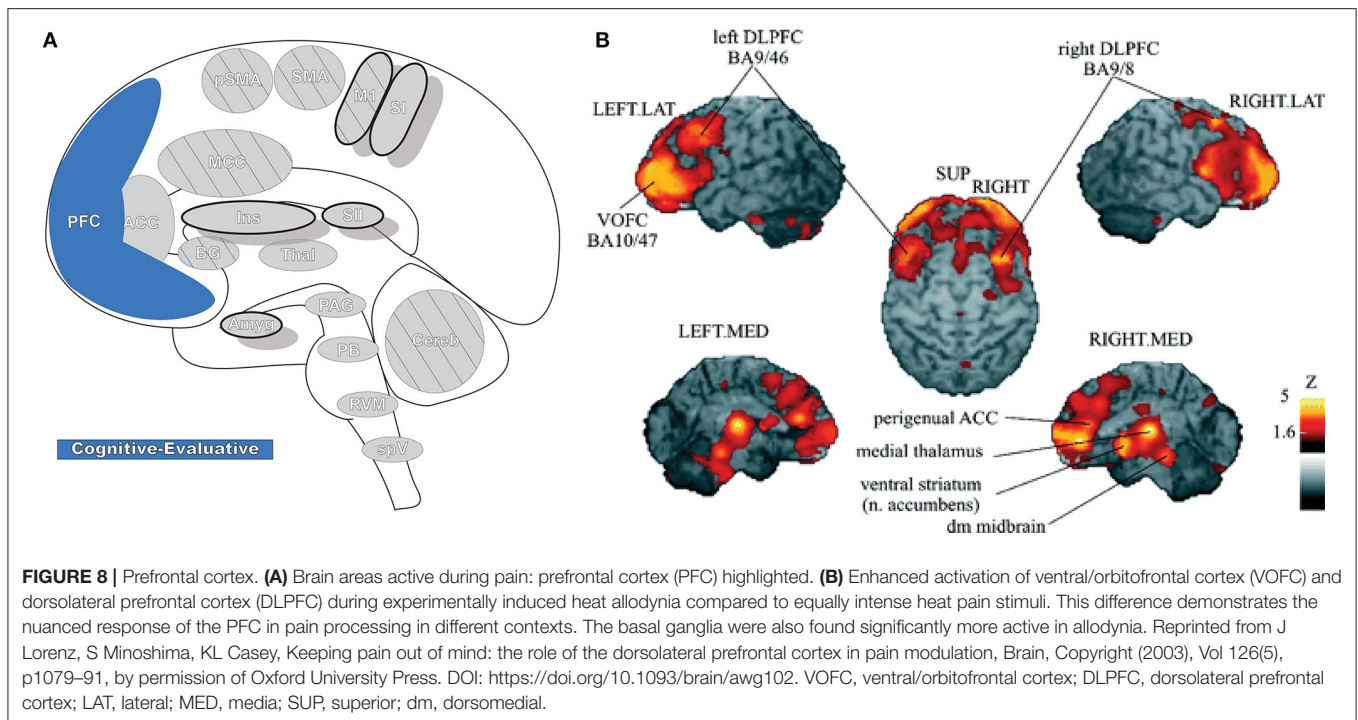 A
pSMA
SMA
M1
SI
MCC
PFC
ACC
Ins
SII
BG
Thal
PAG
Amyg
PB
Cereb
RVM
spV
Cognitive-Evaluative
B
left DLPFC
BA9/46
right DLPFC
BA9/8
LEFT.LAT
RIGHT.LAT
SUP
RIGHT
VOFC
BA10/47
LEFT.MED
RIGHT.MED
Z
5
1.6
perigenual ACC
medial thalamus
ventral striatum
(n. accumbens)
dm midbrain
FIGURE 8 | Prefrontal cortex. (A) Brain areas active during pain: prefrontal cortex (PFC) highlighted. (B) Enhanced activation of ventral/orbitofrontal cortex (VOFC) and
dorsolateral prefrontal cortex (DLPFC) during experimentally induced heat allodynia compared to equally intense heat pain stimuli. This difference demonstrates the
nuanced response of the PFC in pain processing in different contexts. The basal ganglia were also found significantly more active in allodynia. Reprinted from J
Lorenz, S Minoshima, KL Casey, Keeping pain out of mind: the role of the dorsolateral prefrontal cortex in pain modulation, Brain, Copyright (2003), Vol 126(5),
p1079–91, by permission of Oxford University Press. DOI: https://doi.org/10.1093/brain/awg102. VOFC, ventral/orbitofrontal cortex; DLPFC, dorsolateral prefrontal
cortex; LAT, lateral; MED, media; SUP, superior; dm, dorsomedial.